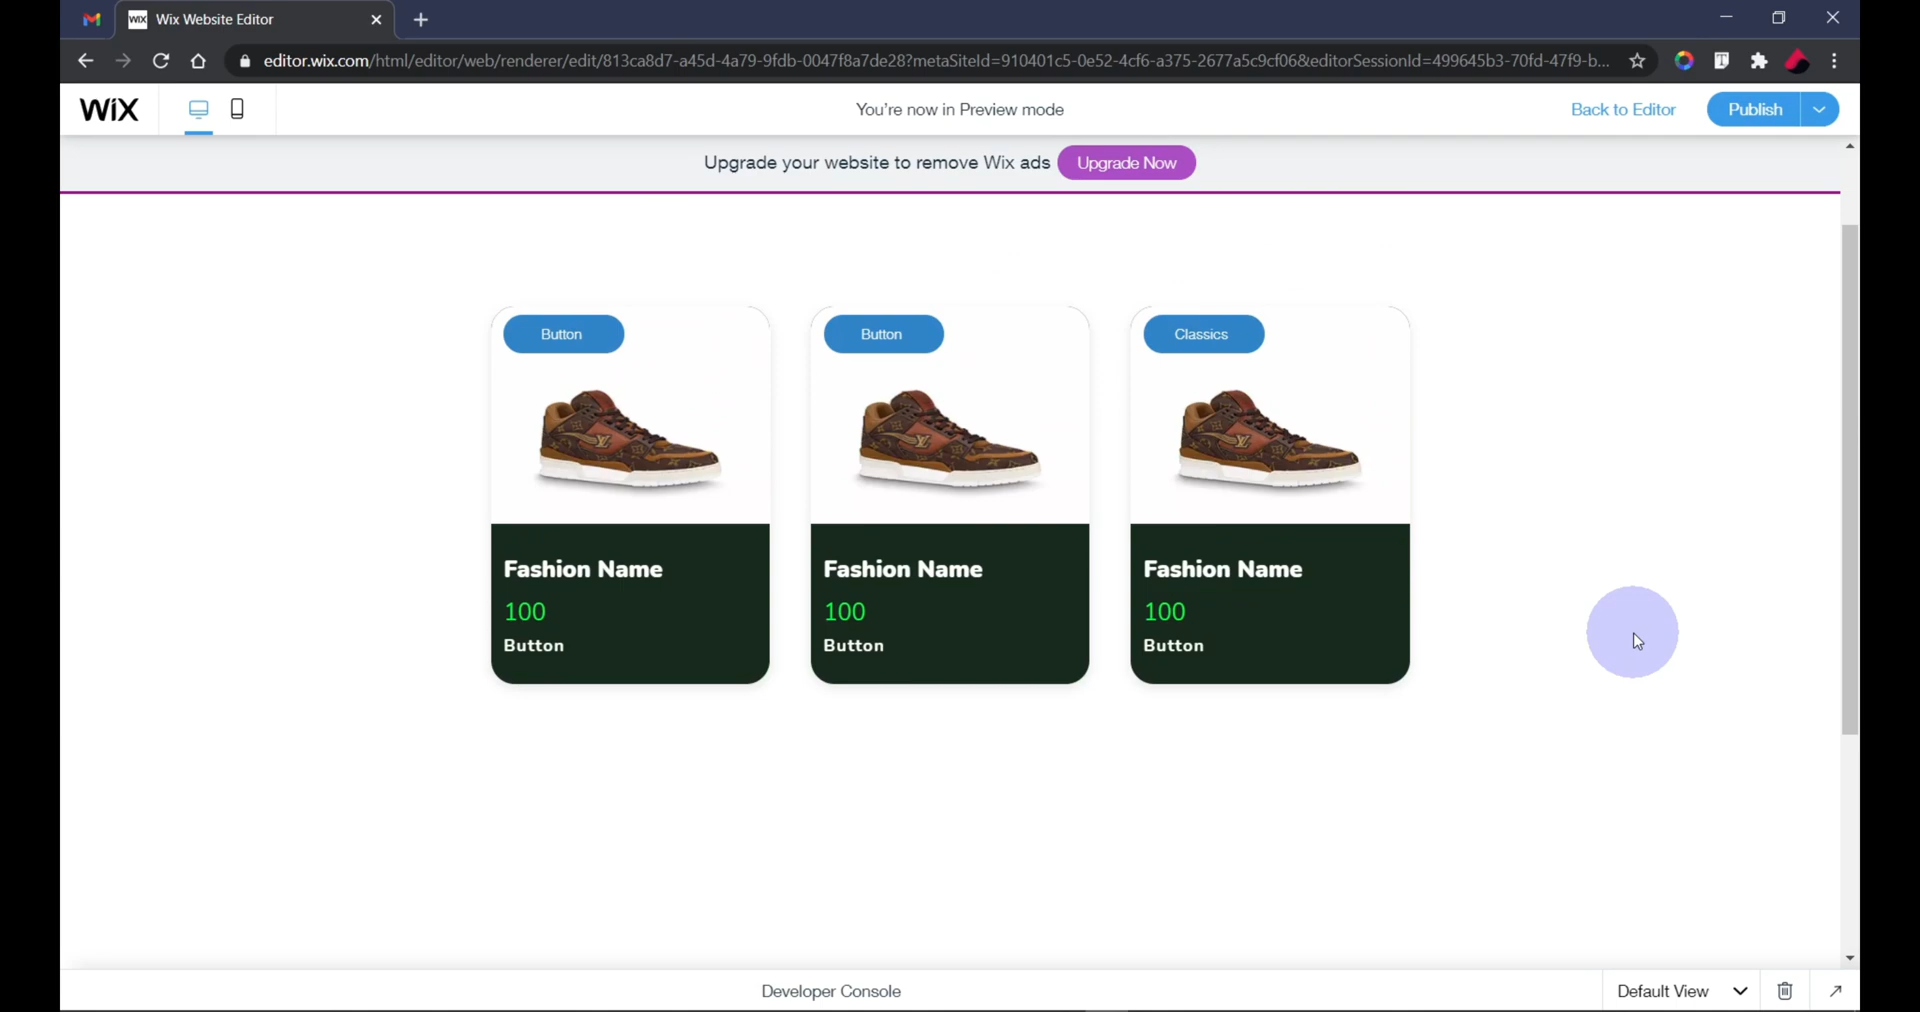 Wix Website Editor
editor.wix.com/html/editor/web/renderer/edit/813ca8d7-a45d-4a79-9fdb-0047f8a7de28?metaSiteId=910401c5-0e52-4cf6-a375-2677a5c9cf06&editorSessionId=499645b3-70fd-47f9-b...
WiX
You're now in Preview mode
Back to Editor
Publish
Upgrade your website to remove Wix ads
Upgrade Now
Button
Button
Classics
Fashion Name
Fashion Name
Fashion Name
100
100
100
Button
Button
Button
Developer Console
Default View